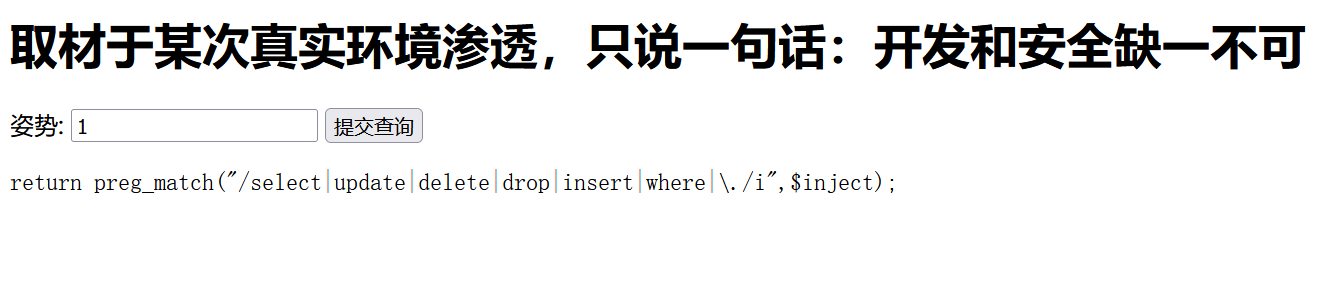 取材于某次真实环境渗透，只说一句话：开发和安全缺一不可
姿势: 1 提交查询
return preg_match("/select|update|delete|drop|insert|where|\./i",$inject);